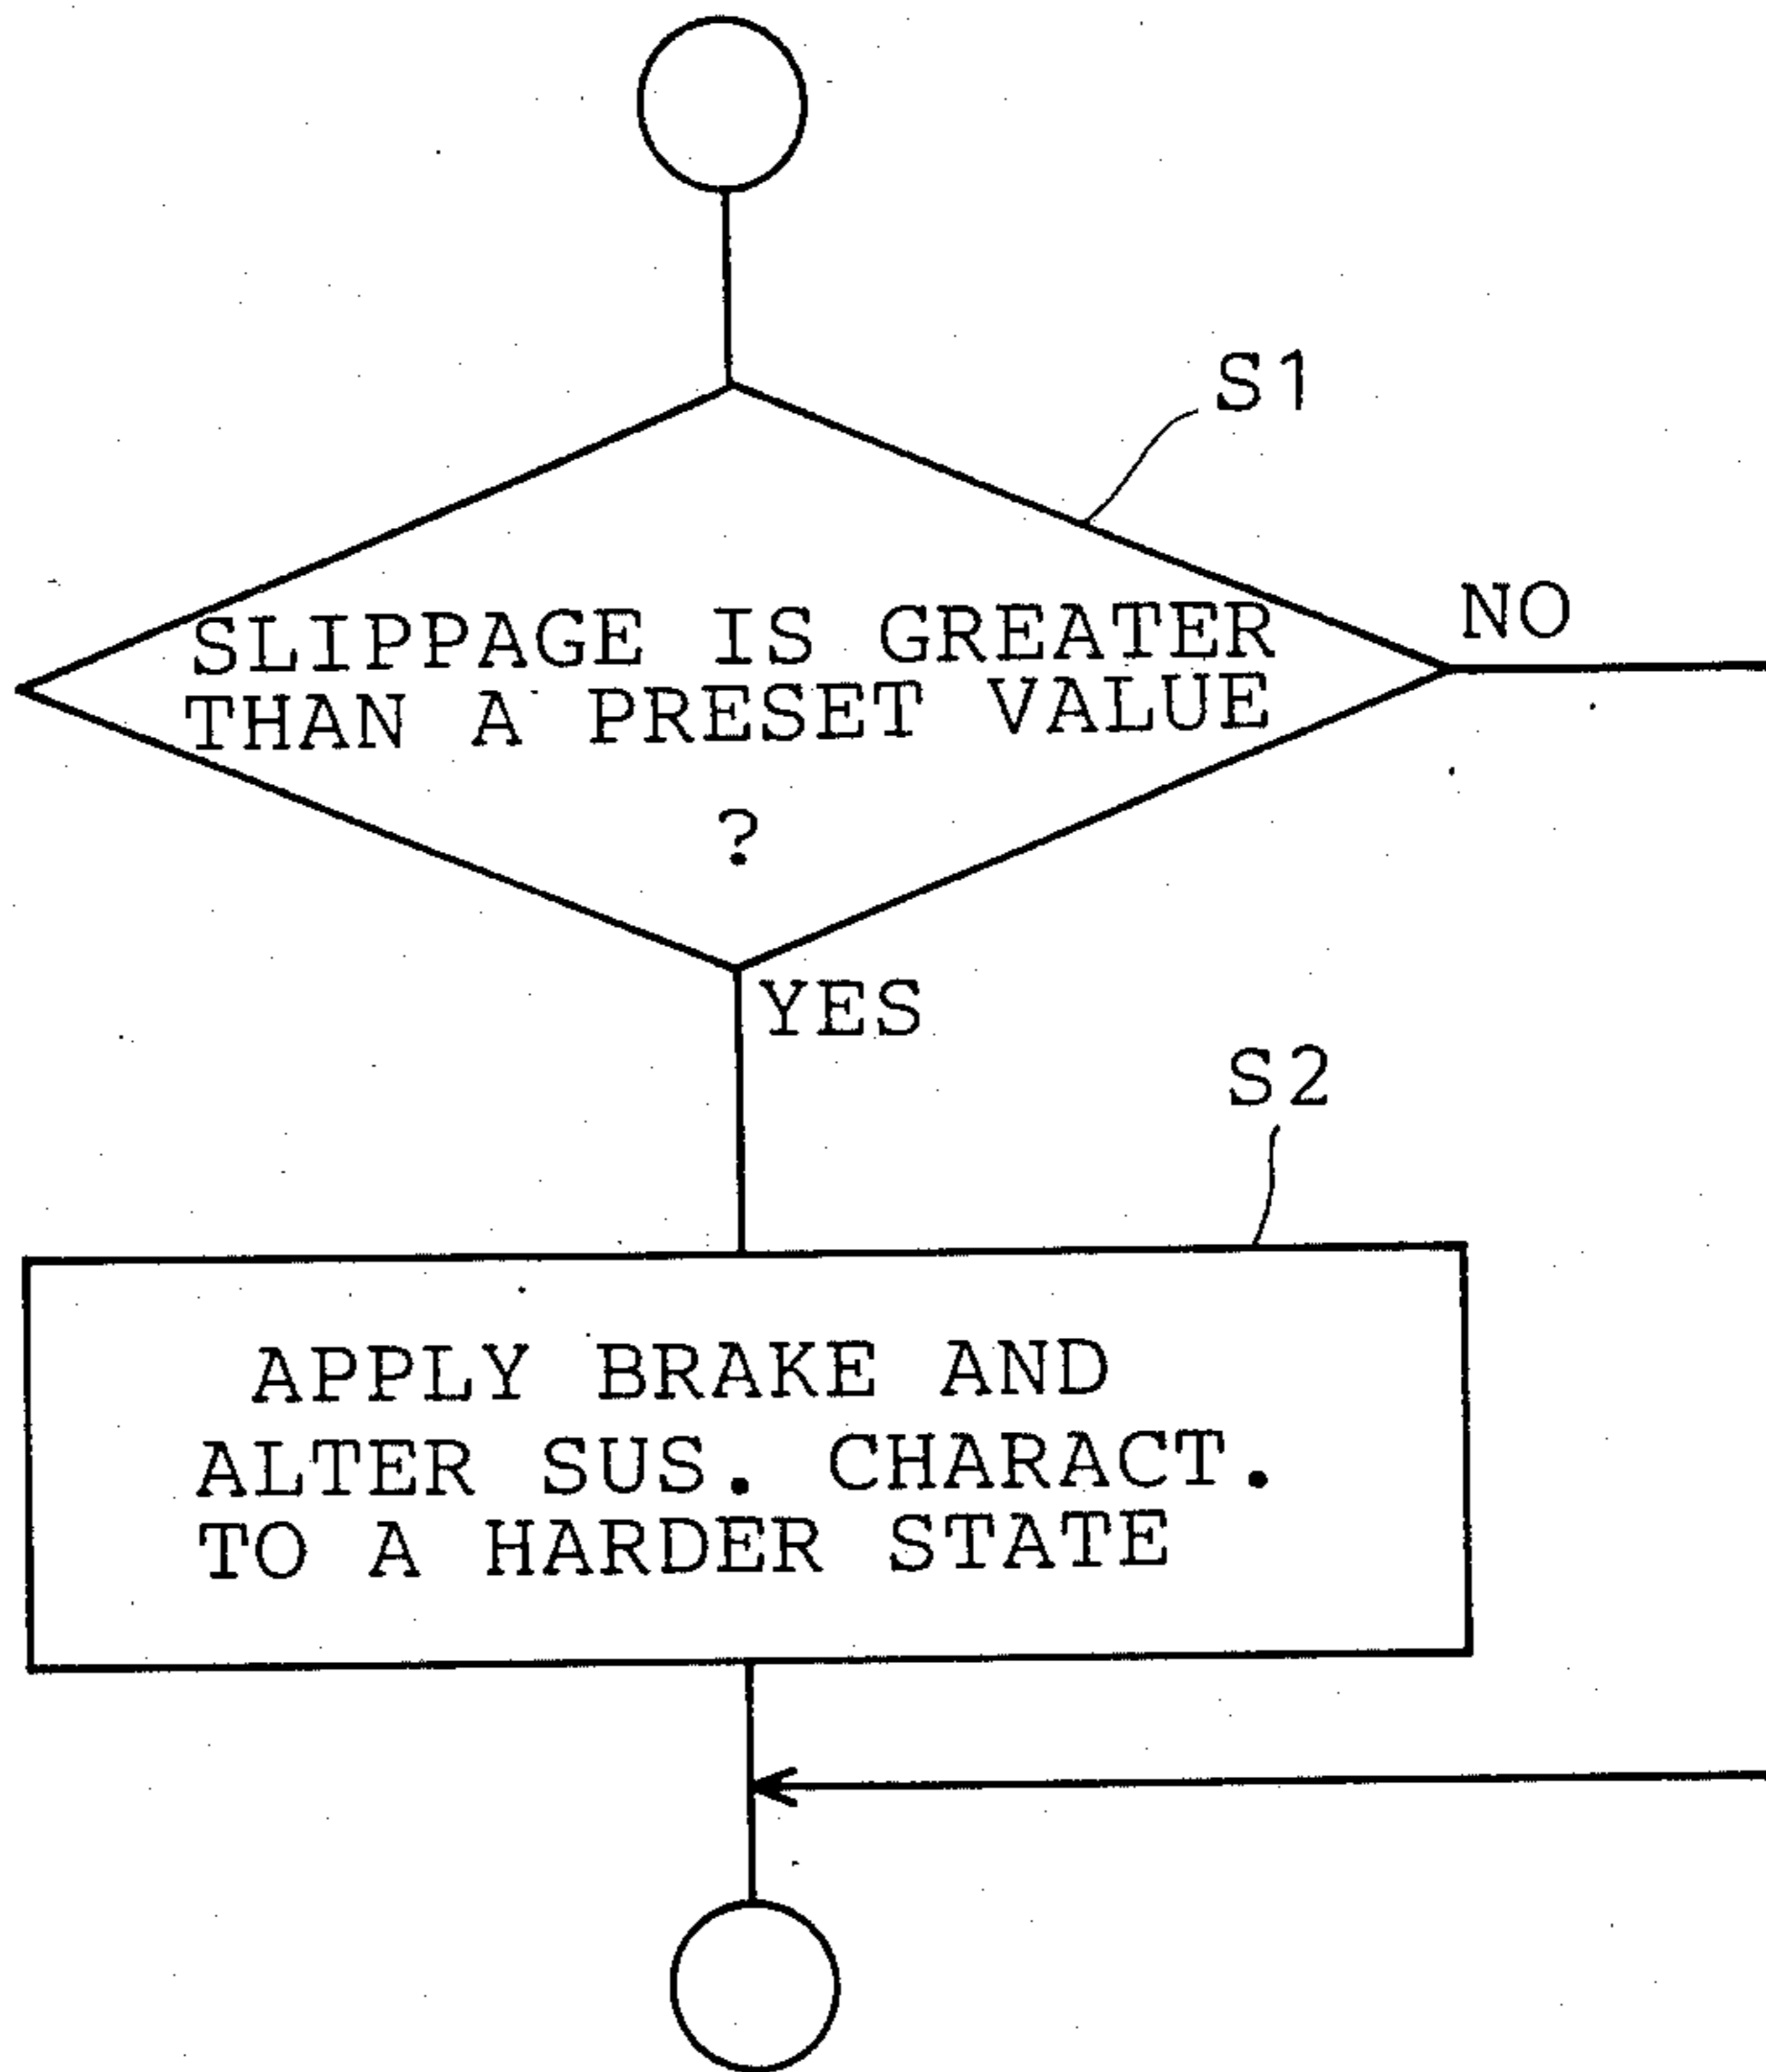 S1
SLIPPAGE IS GREATER
THAN A PRESET VALUE
?
NO
YES
S2
APPLY BRAKE AND
ALTER SUS. CHARACT.
TO A HARDER STATE